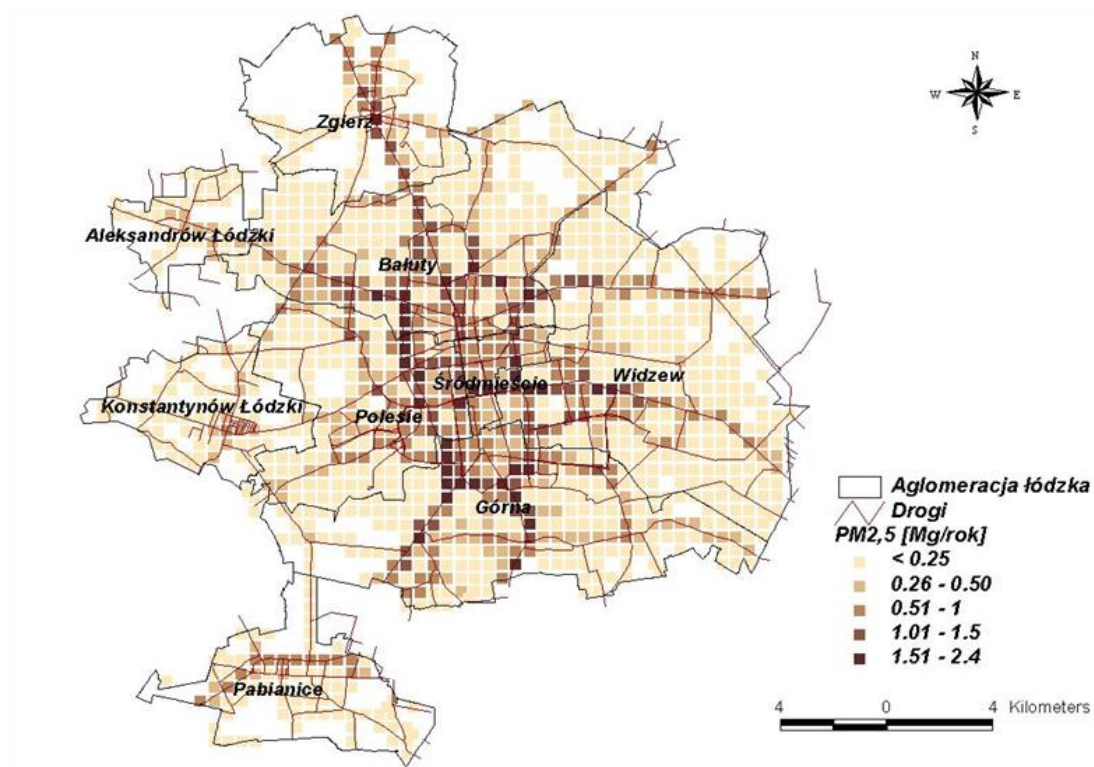 N
W E
S
Zgierz
Aleksandrów Łódzki
Bałuty
Śródmieście
Widzew
Konstantynów Łódzki
Polesie
Górna
Pabianice
Aglomeracja łódzka
Drogi
PM2,5 [Mg/rok]
< 0.25
0.26 - 0.50
0.51 - 1
1.01 - 1.5
1.51 - 2.4
4 0 4 Kilometers